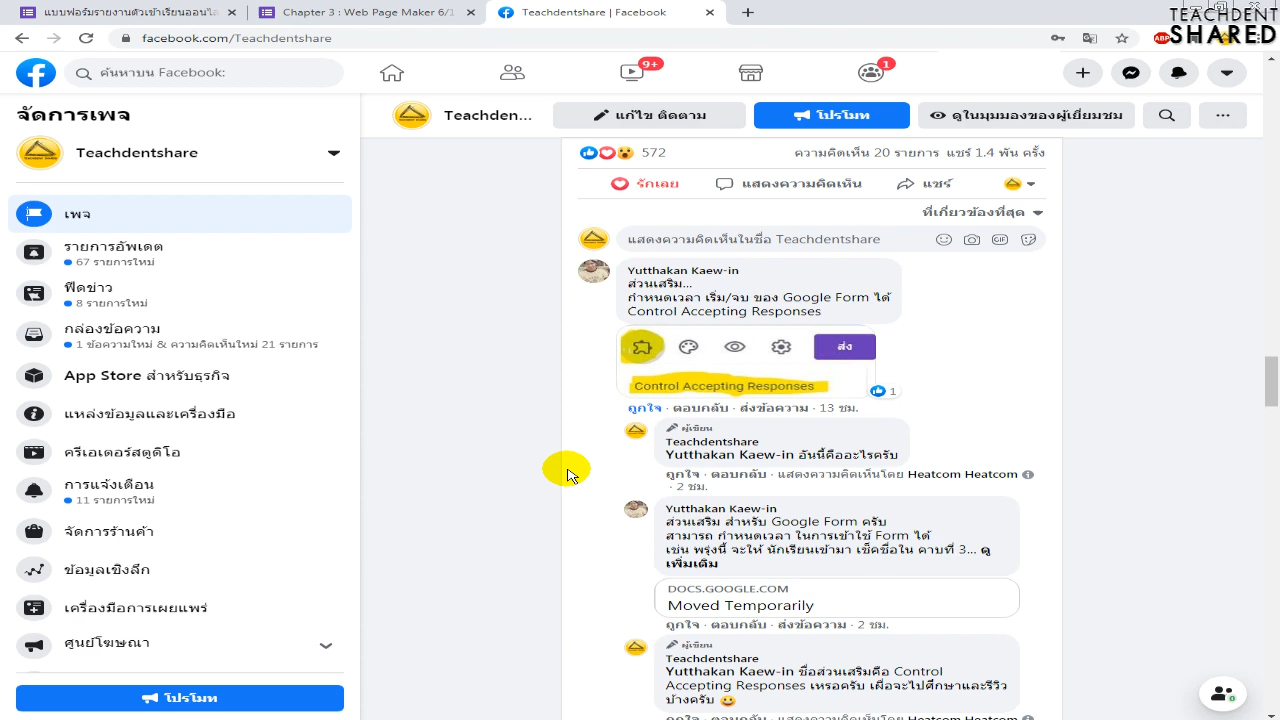 แบบฟอร์มรายงานตัวเข้าเรียนออนไล
Chapter 3 : Web Page Maker 6/1
Teachdentshare | Facebook
TEACHDENT
SHARED
facebook.com/Teachdentshare
ABP
ค้นหาบน Facebook:
9+
1
จัดการเพจ
Teachdentshare
เพจ
รายการอัพเดต
67 รายการใหม่
ฟีดข่าว
8 รายการใหม่
กล่องข้อความ
1 ข้อความใหม่ & ความคิดเห็นใหม่ 21 รายการ
App Store สำหรับธุรกิจ
แหล่งข้อมูลและเครื่องมือ
ครีเอเตอร์สตูดิโอ
การแจ้งเตือน
11 รายการใหม่
จัดการร้านค้า
ข้อมูลเชิงลึก
เครื่องมือการเผยแพร่
ศูนย์โฆษณา
โปรโมท
Teachden...
แก้ไข ติดตาม
โปรโมท
ดูในมุมมองของผู้เยี่ยมชม
572
ความคิดเห็น 20 รายการ แชร์ 1.4 พัน ครั้ง
รักเลย
แสดงความคิดเห็น
แชร์
ที่เกี่ยวข้องที่สุด
แสดงความคิดเห็นในชื่อ Teachdentshare
GIF
Yutthakan Kaew-in
ส่วนเสริม...
กำหนดเวลา เริ่ม/จบ ของ Google Form ได้
Control Accepting Responses
ส่ง
Control Accepting Responses
1
ถูกใจ · ตอบกลับ · ส่งข้อความ · 13 ชม.
ผู้เขียน
Teachdentshare
Yutthakan Kaew-in อันนี้คืออะไรครับ
ถูกใจ · ตอบกลับ · แสดงความคิดเห็นโดย Heatcom Heatcom
· 2 ชม.
Yutthakan Kaew-in
ส่วนเสริม สำหรับ Google Form ครับ
สามารถ กำหนดเวลา ในการเข้าใช้ Form ได้
เช่น พรุ่งนี้ จะให้ นักเรียนเข้ามา เช็คชื่อใน คาบที่ 3... ดู
เพิ่มเติม
DOCS.GOOGLE.COM
Moved Temporarily
ถูกใจ · ตอบกลับ · ส่งข้อความ · 2 ชม.
ผู้เขียน
Teachdentshare
Yutthakan Kaew-in ชื่อส่วนเสริมคือ Control
Accepting Responses เหรอครับ เผื่อจะไปศึกษาและรีวิว
บ้างครับ 😀
ถูกใจ · ตอบกลับ · แสดงความคิดเห็นโดย Heatcom Heatcom